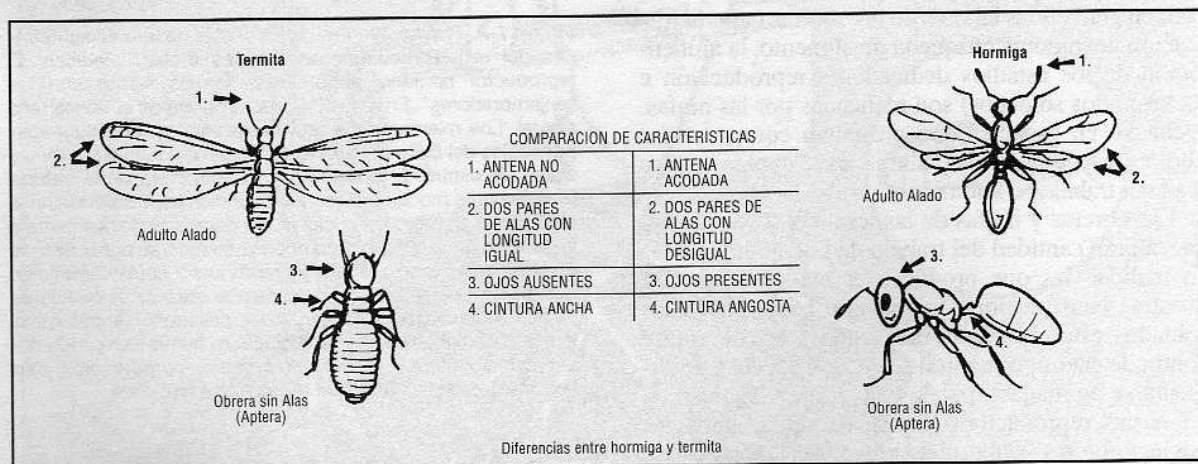 Termita
1.
2.
Adulto Alado
3.
4.
Obrera sin Alas
(Aptera)
COMPARACION DE CARACTERÍSTICAS
1. ANTENA NO
ACODADA
1. ANTENA
ACODADA
2. DOS PARES
DE ALAS CON
LONGITUD
IGUAL
2. DOS PARES DE
ALAS CON
LONGITUD
DESIGUAL
3. OJOS AUSENTES
3. OJOS PRESENTES
4. CINTURA ANCHA
4. CINTURA ANGOSTA
Hormiga
1.
2.
Adulto Alado
3.
4.
Obrera sin Alas
(Aptera)
Diferencias entre hormiga y termita